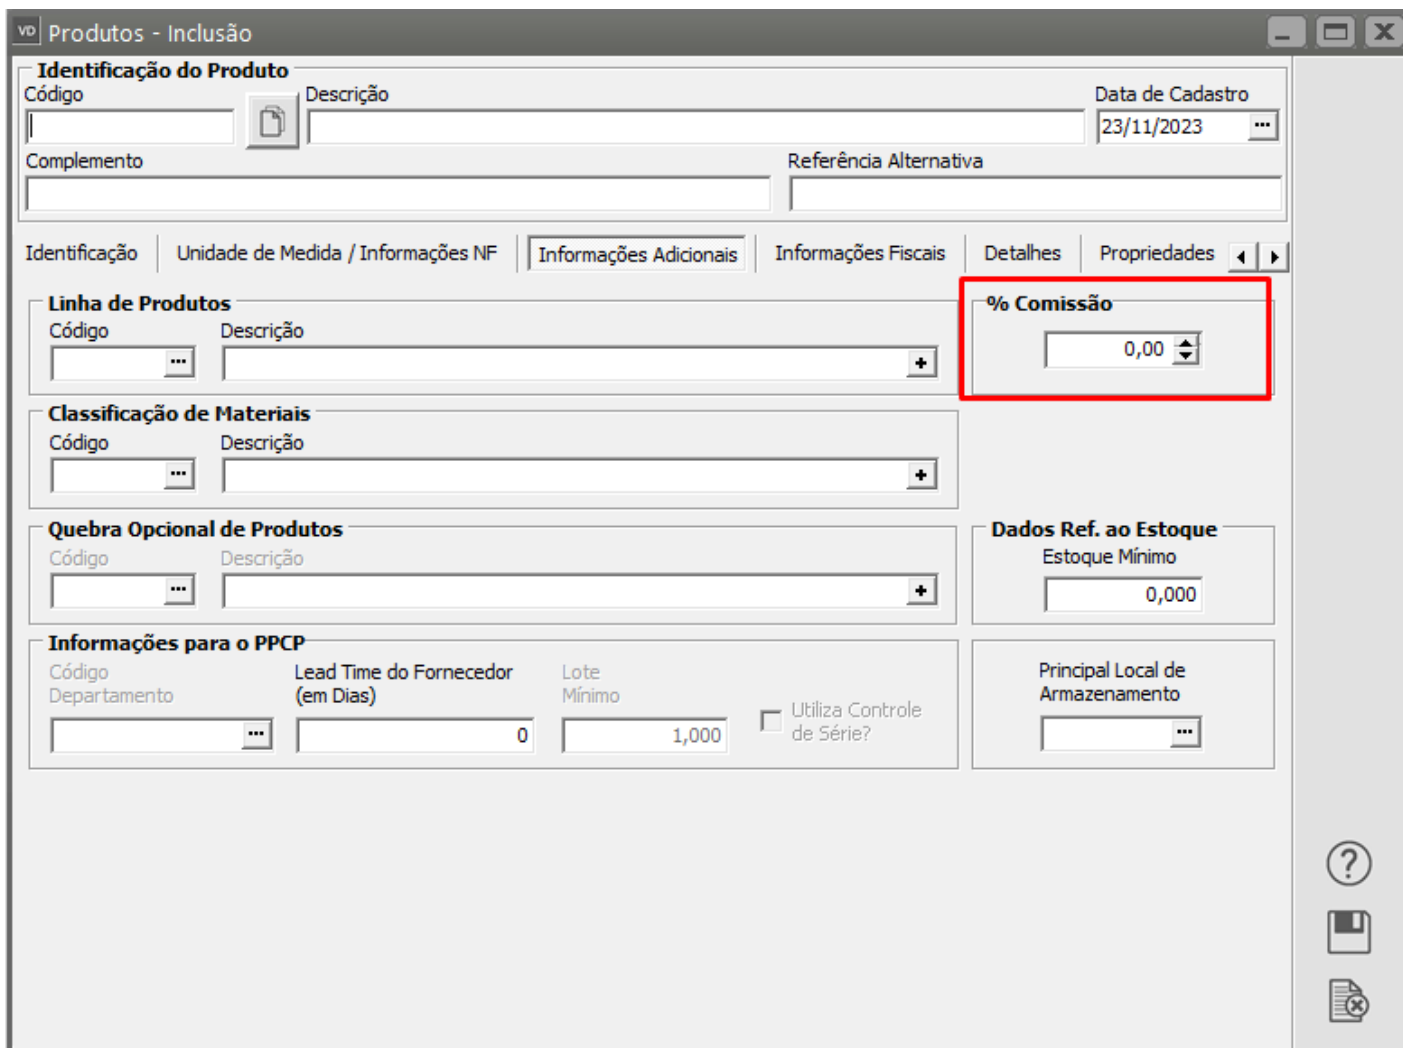 VD Produtos - Inclusão
Identificação do Produto
Código Descrição Data de Cadastro
23/11/2023 ...
Complemento Referência Alternativa
Identificação Unidade de Medida / Informações NF Informações Adicionais Informações Fiscais Detalhes Propriedades
Linha de Produtos % Comissão
Código Descrição
... + 0,00
Classificação de Materiais
Código Descrição
... +
Quebra Opcional de Produtos Dados Ref. ao Estoque
Código Descrição Estoque Mínimo
... + 0,000
Informações para o PPCP
Código Lead Time do Fornecedor Lote Principal Local de
Departamento (em Dias) Mínimo Armazenamento
Utiliza Controle
... 0 1,000 de Série? ...
?